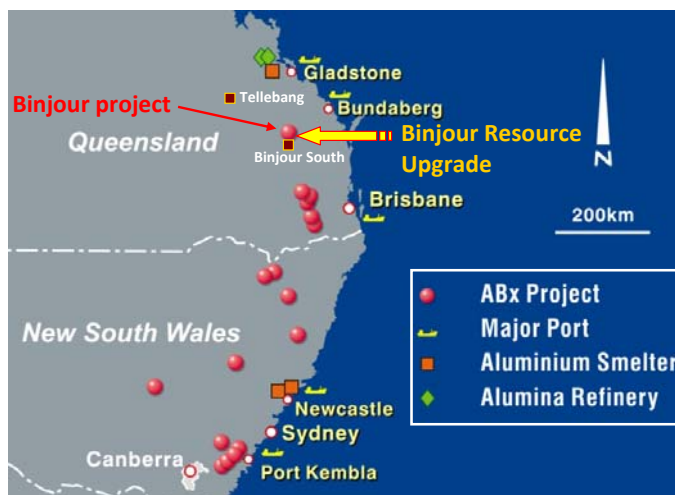 Gladstone
Tellebang
Binjour project
Bundaberg
Queensland
Binjour Resource
Upgrade
Binjour South
N
Brisbane
200km
New South Wales
ABx Project
Major Port
Aluminium Smelter
Alumina Refinery
Newcastle
Sydney
Canberra
Port Kembla